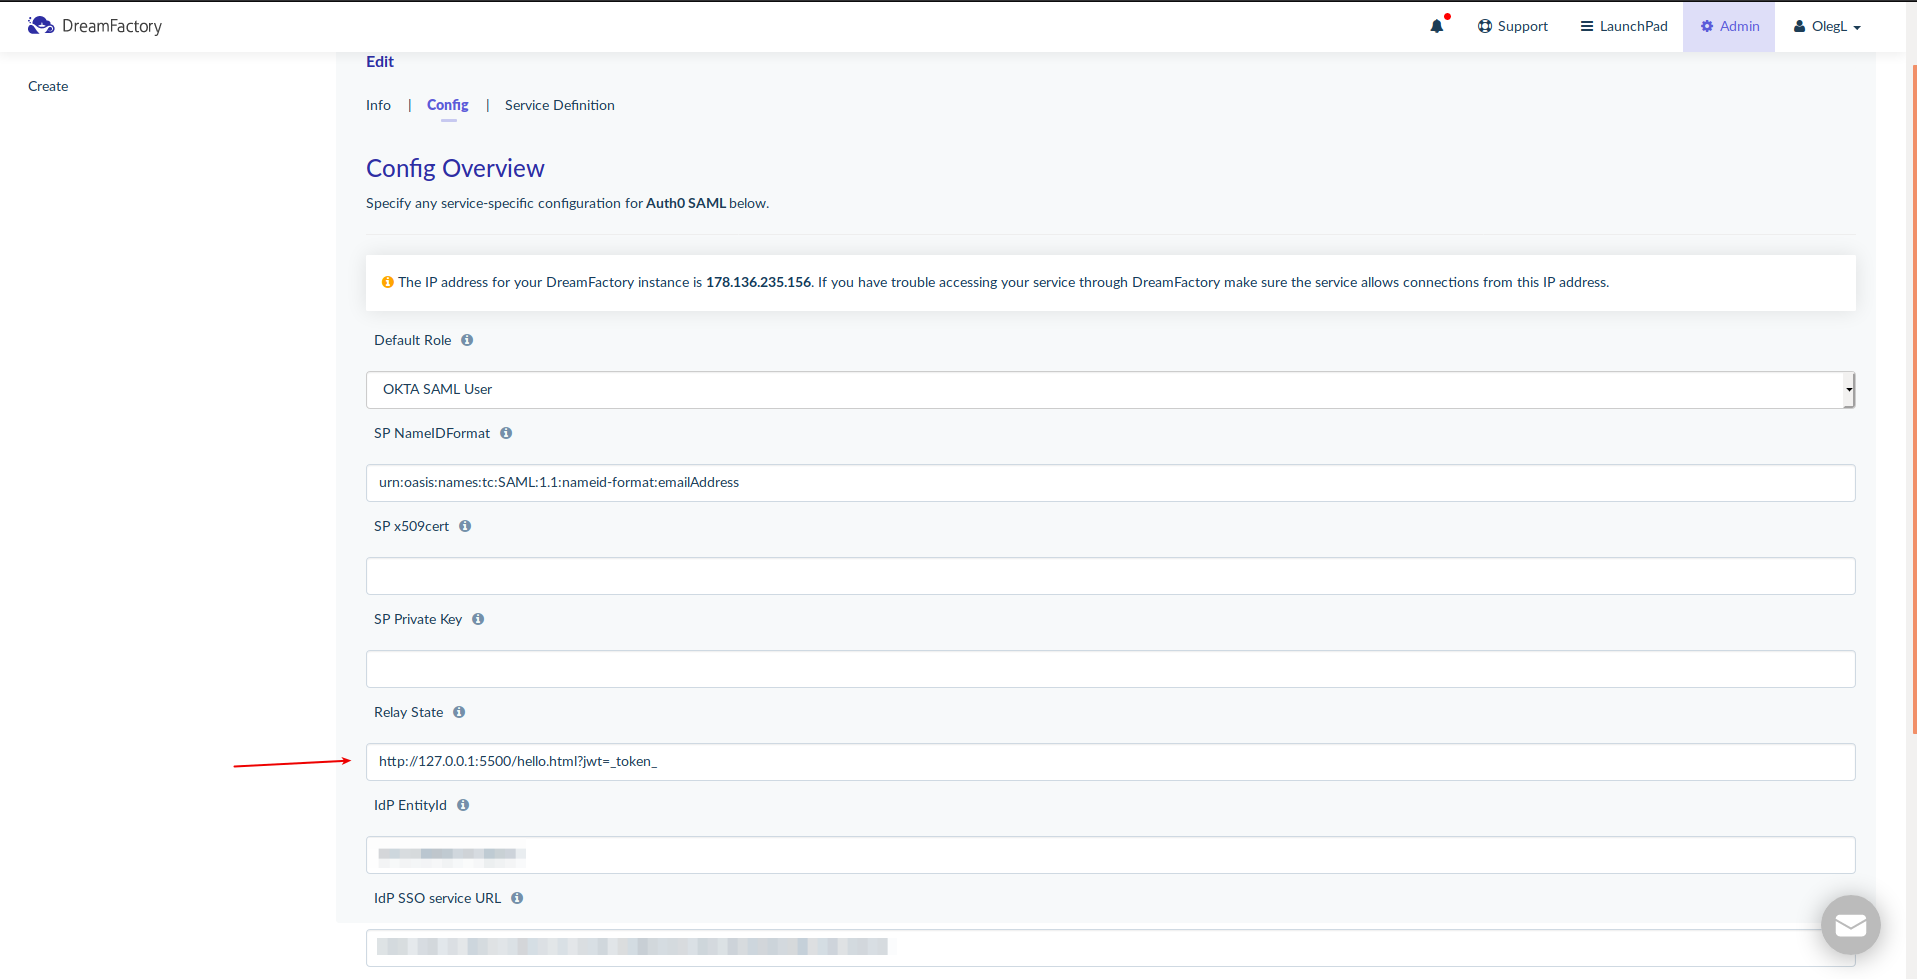 DreamFactory
Support
LaunchPad
Admin
OlegL
Create
Edit
Info | Config | Service Definition
Config Overview
Specify any service-specific configuration for Auth0 SAML below.
The IP address for your DreamFactory instance is 178.136.235.156. If you have trouble accessing your service through DreamFactory make sure the service allows connections from this IP address.
Default Role
OKTA SAML User
SP NameIDFormat
urn:oasis:names:tc:SAML:1.1:nameid-format:emailAddress
SP x509cert
SP Private Key
Relay State
http://127.0.0.1:5500/hello.html?jwt=_token_
IdP EntityId
IdP SSO service URL